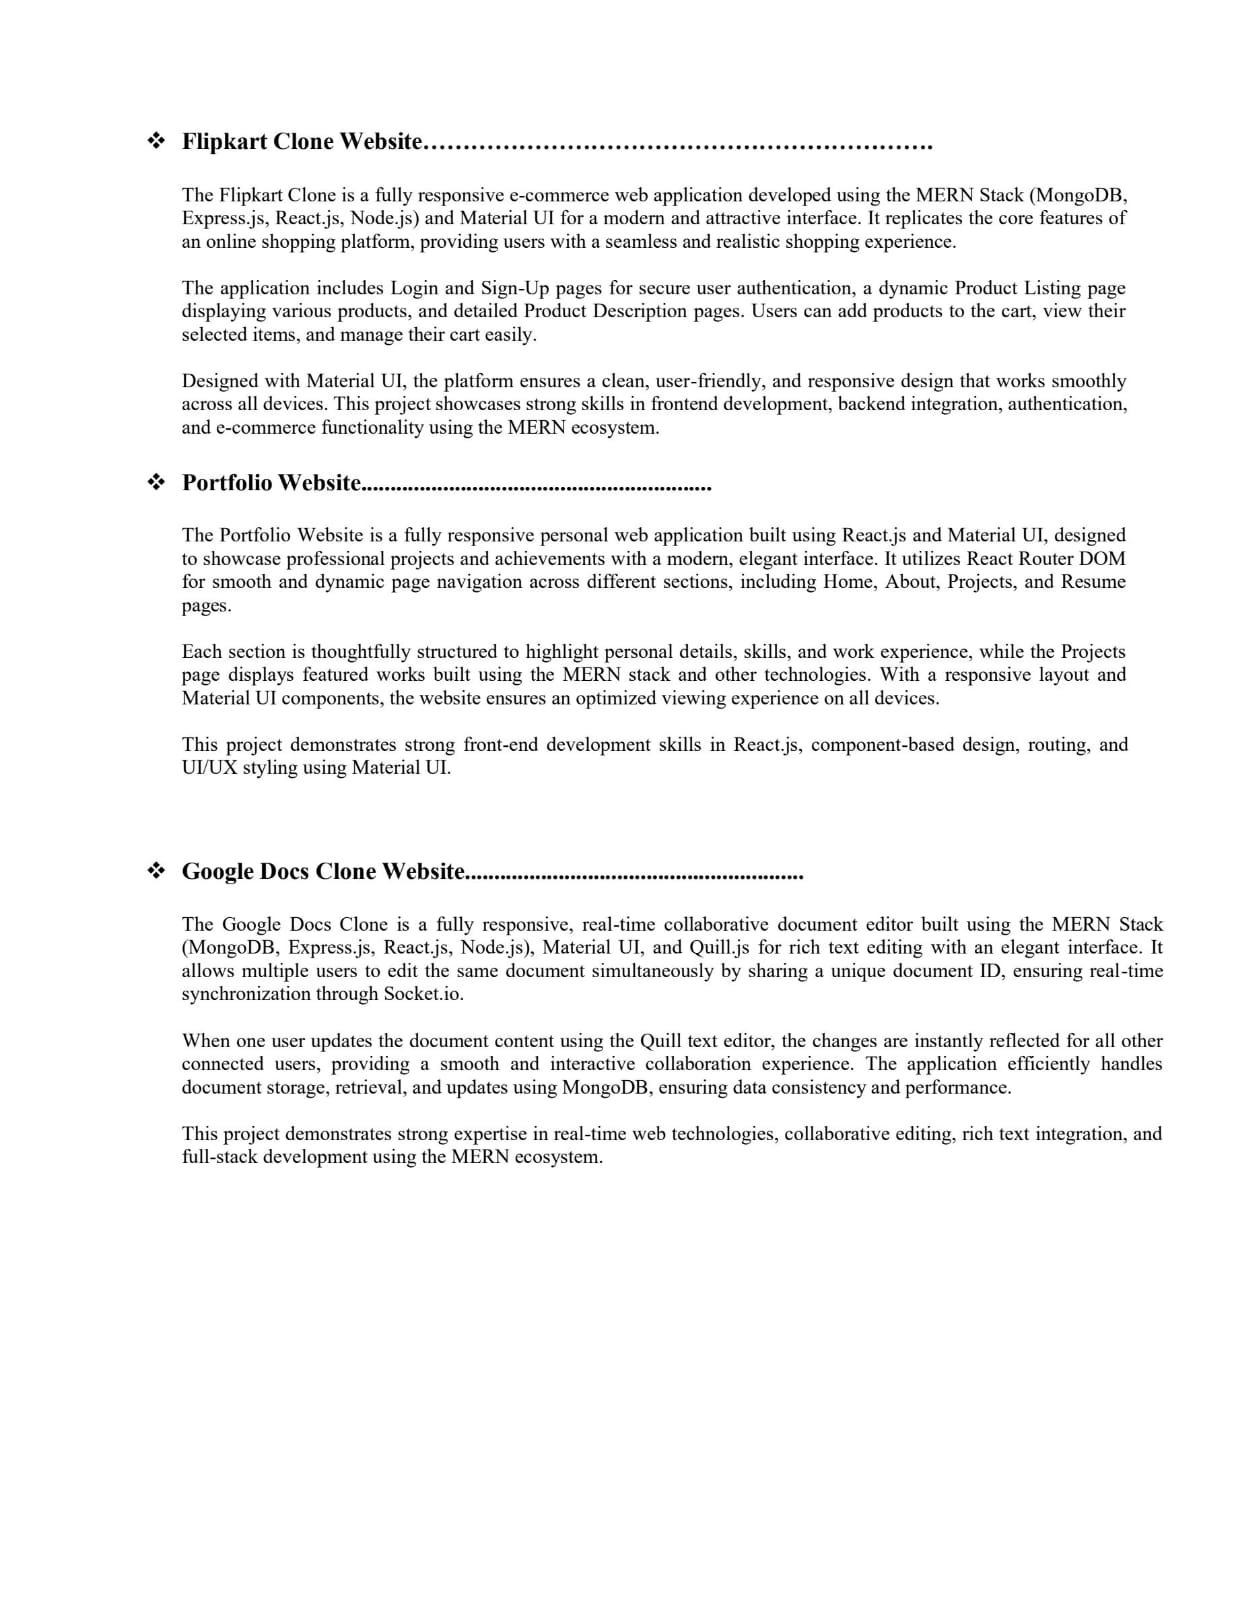 ❖ Flipkart Clone Website……………………………………………………….
The Flipkart Clone is a fully responsive e-commerce web application developed using the MERN Stack (MongoDB,
Express.js, React.js, Node.js) and Material UI for a modern and attractive interface. It replicates the core features of
an online shopping platform, providing users with a seamless and realistic shopping experience.
The application includes Login and Sign-Up pages for secure user authentication, a dynamic Product Listing page
displaying various products, and detailed Product Description pages. Users can add products to the cart, view their
selected items, and manage their cart easily.
Designed with Material UI, the platform ensures a clean, user-friendly, and responsive design that works smoothly
across all devices. This project showcases strong skills in frontend development, backend integration, authentication,
and e-commerce functionality using the MERN ecosystem.
❖ Portfolio Website............................................................
The Portfolio Website is a fully responsive personal web application built using React.js and Material UI, designed
to showcase professional projects and achievements with a modern, elegant interface. It utilizes React Router DOM
for smooth and dynamic page navigation across different sections, including Home, About, Projects, and Resume
pages.
Each section is thoughtfully structured to highlight personal details, skills, and work experience, while the Projects
page displays featured works built using the MERN stack and other technologies. With a responsive layout and
Material UI components, the website ensures an optimized viewing experience on all devices.
This project demonstrates strong front-end development skills in React.js, component-based design, routing, and
UI/UX styling using Material UI.
❖ Google Docs Clone Website..........................................................
The Google Docs Clone is a fully responsive, real-time collaborative document editor built using the MERN Stack
(MongoDB, Express.js, React.js, Node.js), Material UI, and Quill.js for rich text editing with an elegant interface. It
allows multiple users to edit the same document simultaneously by sharing a unique document ID, ensuring real-time
synchronization through Socket.io.
When one user updates the document content using the Quill text editor, the changes are instantly reflected for all other
connected users, providing a smooth and interactive collaboration experience. The application efficiently handles
document storage, retrieval, and updates using MongoDB, ensuring data consistency and performance.
This project demonstrates strong expertise in real-time web technologies, collaborative editing, rich text integration, and
full-stack development using the MERN ecosystem.